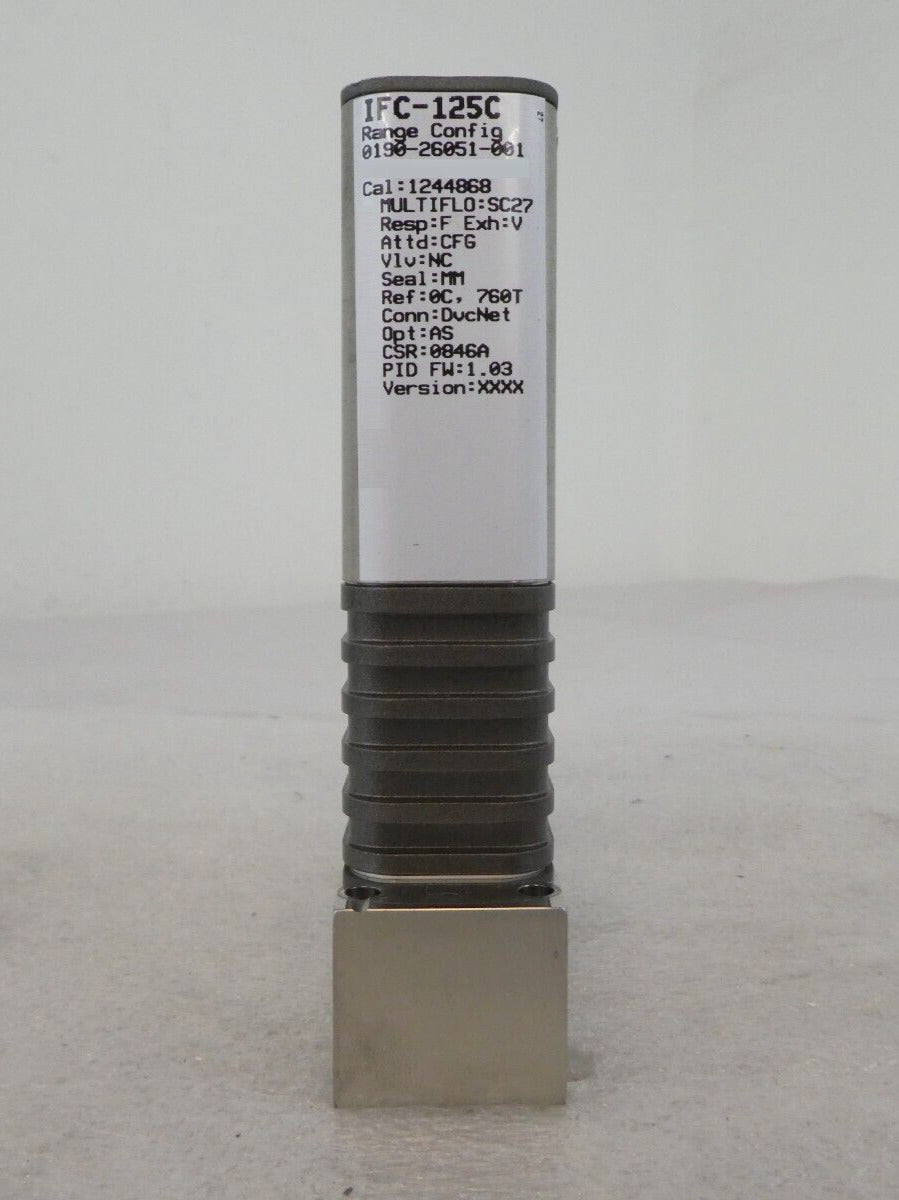 IFC-125C
Range Config
0190-26051-001
Cal:1244868
MULTIFLO:SC27
Resp:F Exh:V
Attd:CFG
Vlv:NC
Seal:MM
Ref:0C, 760T
Conn:DvcNet
Opt:AS
CSR:0846A
PID FW:1.03
Version:XXXX